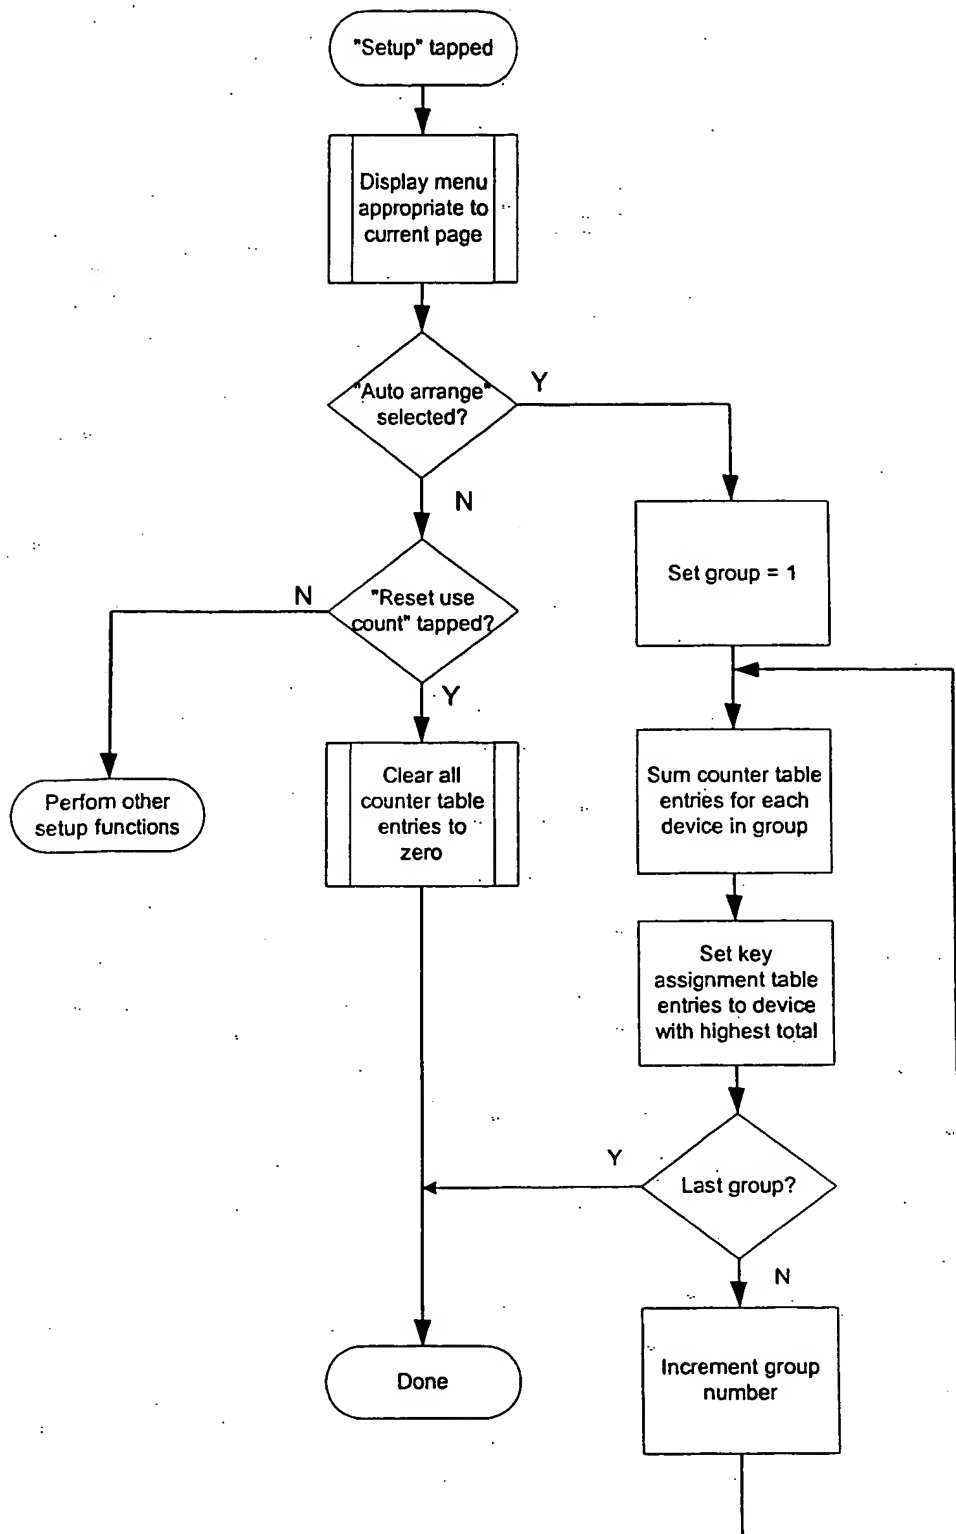 "Setup" tapped
Display menu
appropriate to
current page
"Auto arrange"
selected?
Y
N
Set group = 1
"Reset use
count" tapped?
N
Y
Perfom other
setup functions
Clear all
counter table
entries to
zero
Sum counter table
entries for each
device in group
Set key
assignment table
entries to device
with highest total
Last group?
Y
N
Increment group
number
Done